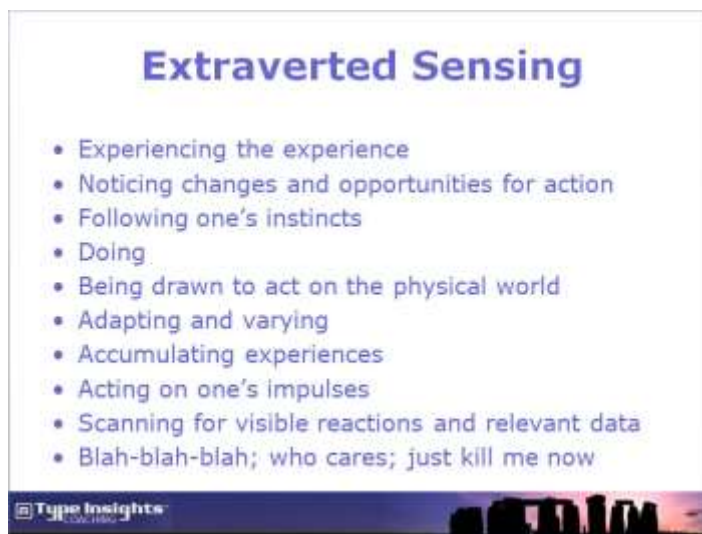 Extraverted Sensing
• Experiencing the experience
• Noticing changes and opportunities for action
• Following one's instincts
• Doing
• Being drawn to act on the physical world
• Adapting and varying
• Accumulating experiences
• Acting on one's impulses
• Scanning for visible reactions and relevant data
• Blah-blah-blah; who cares; just kill me now
Type Insights
COACHING